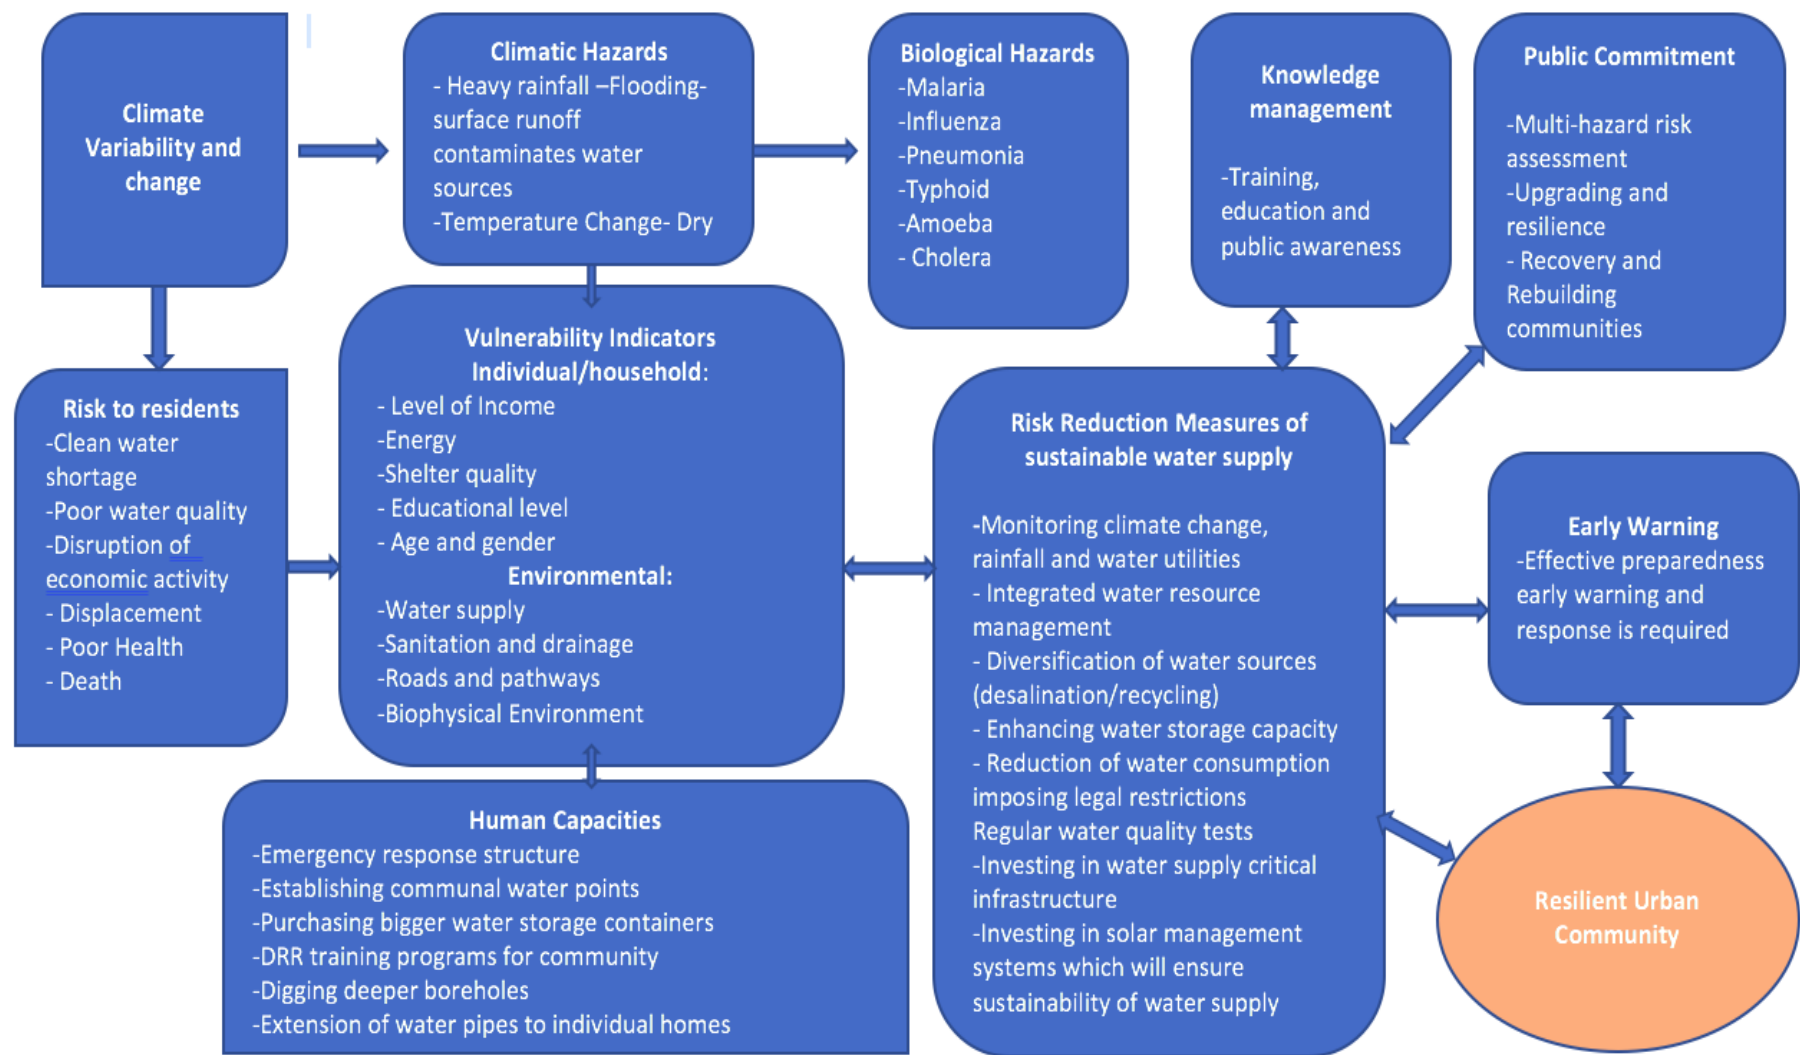 Climate
Variability and
change
Climatic Hazards
- Heavy rainfall –Flooding-
surface runoff
contaminates water
sources
-Temperature Change- Dry
Biological Hazards
-Malaria
-Influenza
-Pneumonia
-Typhoid
-Amoeba
- Cholera
Knowledge
management
-Training,
education and
public awareness
Public Commitment
-Multi-hazard risk
assessment
-Upgrading and
resilience
- Recovery and
Rebuilding
communities
Risk to residents
-Clean water
shortage
-Poor water quality
-Disruption of
economic activity
- Displacement
- Poor Health
- Death
Vulnerability Indicators
Individual/household:
- Level of Income
-Energy
-Shelter quality
- Educational level
- Age and gender
Environmental:
-Water supply
-Sanitation and drainage
-Roads and pathways
-Biophysical Environment
Risk Reduction Measures of
sustainable water supply
-Monitoring climate change,
rainfall and water utilities
- Integrated water resource
management
- Diversification of water sources
(desalination/recycling)
- Enhancing water storage capacity
- Reduction of water consumption
imposing legal restrictions
Regular water quality tests
-Investing in water supply critical
infrastructure
-Investing in solar management
systems which will ensure
sustainability of water supply
Early Warning
-Effective preparedness
early warning and
response is required
Human Capacities
-Emergency response structure
-Establishing communal water points
-Purchasing bigger water storage containers
-DRR training programs for community
-Digging deeper boreholes
-Extension of water pipes to individual homes
Resilient Urban
Community